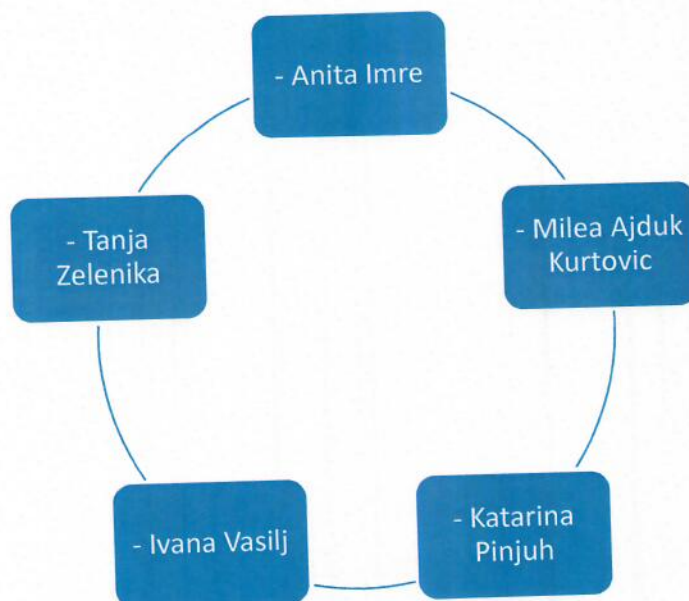 - Anita Imre
- Milea Ajduk
Kurtovic
- Katarina
Pinjuh
- Ivana Vasilj
- Tanja
Zelenika